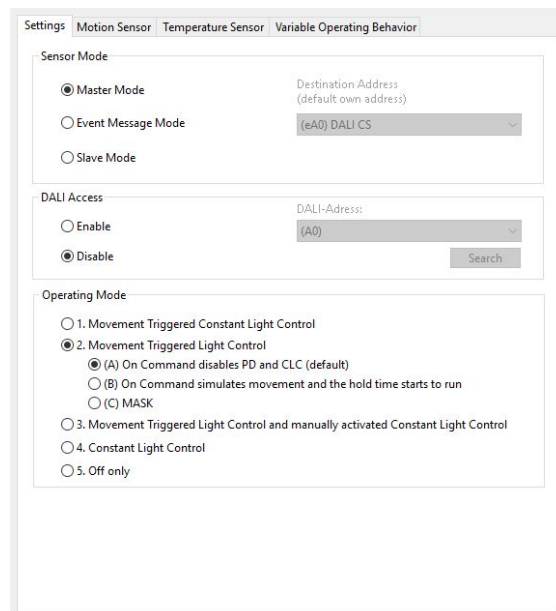 Settings Motion Sensor Temperature Sensor Variable Operating Behavior
Sensor Mode
Master Mode
Destination Address
(default own address)
Event Message Mode
(eA0) DALI CS
Slave Mode
DALI Access
DALI-Adress:
Enable
(A0)
Disable
Search
Operating Mode
1. Movement Triggered Constant Light Control
2. Movement Triggered Light Control
(A) On Command disables PD and CLC (default)
(B) On Command simulates movement and the hold time starts to run
(C) MASK
3. Movement Triggered Light Control and manually activated Constant Light Control
4. Constant Light Control
5. Off only